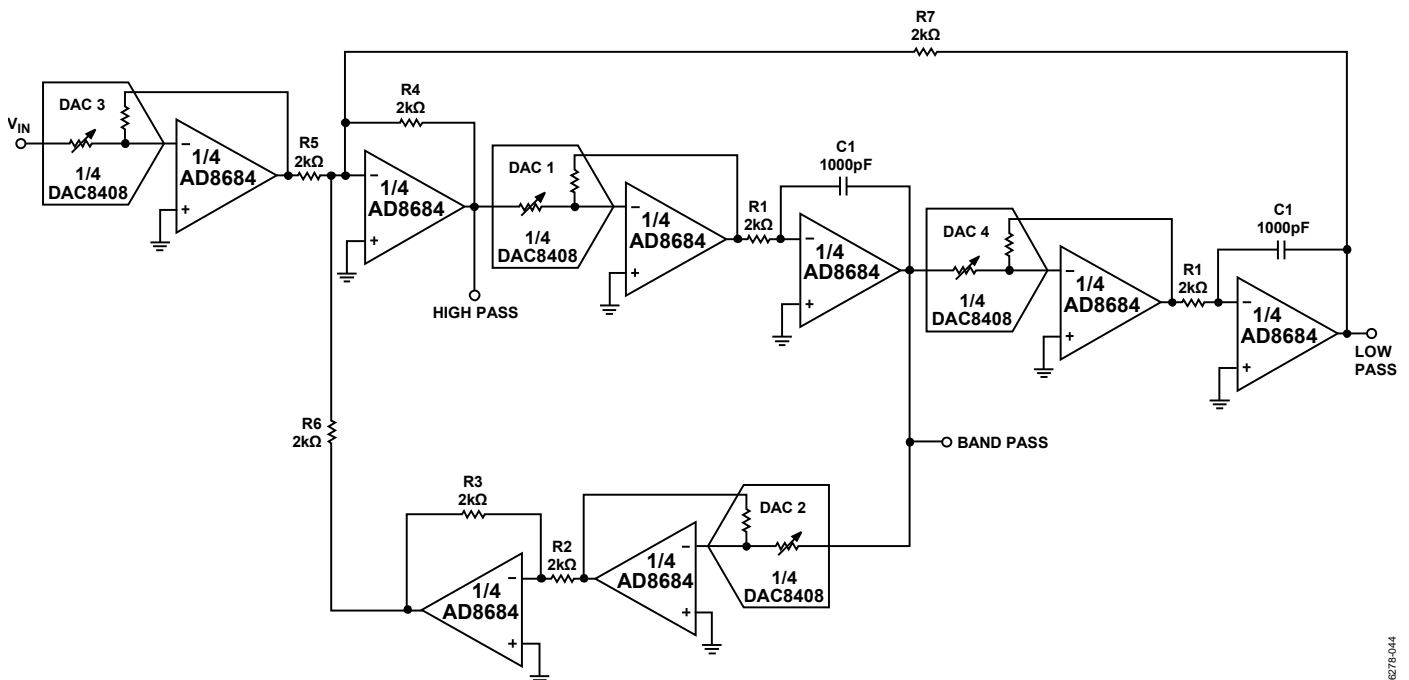 R7
2kΩ
DAC 3
VIN
1/4
DAC8408
1/4
AD8684
–
+
R5
2kΩ
R4
2kΩ
1/4
AD8684
–
+
HIGH PASS
DAC 1
1/4
DAC8408
1/4
AD8684
–
+
R1
2kΩ
C1
1000pF
1/4
AD8684
–
+
DAC 4
1/4
DAC8408
1/4
AD8684
–
+
R1
2kΩ
C1
1000pF
1/4
AD8684
–
+
LOW
PASS
R6
2kΩ
BAND PASS
R3
2kΩ
1/4
AD8684
–
+
R2
2kΩ
1/4
AD8684
–
+
DAC 2
1/4
DAC8408
6278-044